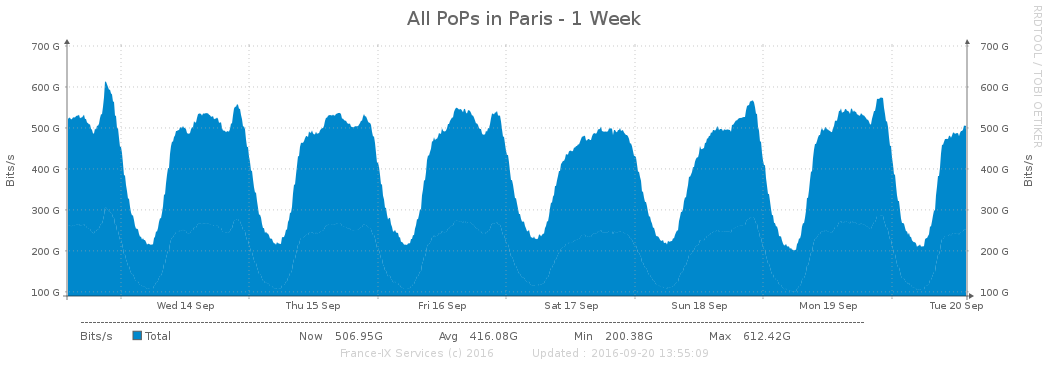 All PoPs in Paris - 1 Week
RRDTOOL / TOBI OETIKER
700 G 700 G
600 G 600 G
500 G 500 G
400 G 400 G
300 G 300 G
200 G 200 G
100 G 100 G
Bits/s Bits/s
Wed 14 Sep Thu 15 Sep Fri 16 Sep Sat 17 Sep Sun 18 Sep Mon 19 Sep Tue 20 Sep
Bits/s Total Now 506.95G Avg 416.08G Min 200.38G Max 612.42G
France-IX Services (c) 2016 Updated : 2016-09-20 13:55:09